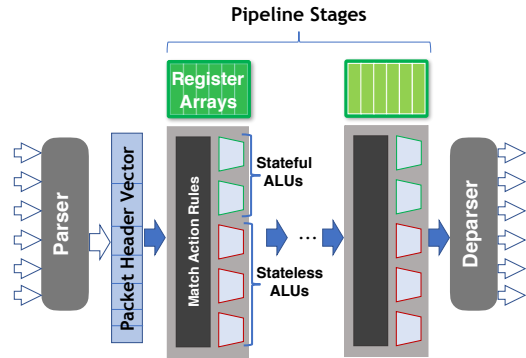 Pipeline Stages
Register
Arrays
Parser
Packet Header Vector
Match Action Rules
Stateful
ALUs
...
Stateless
ALUs
Deparser